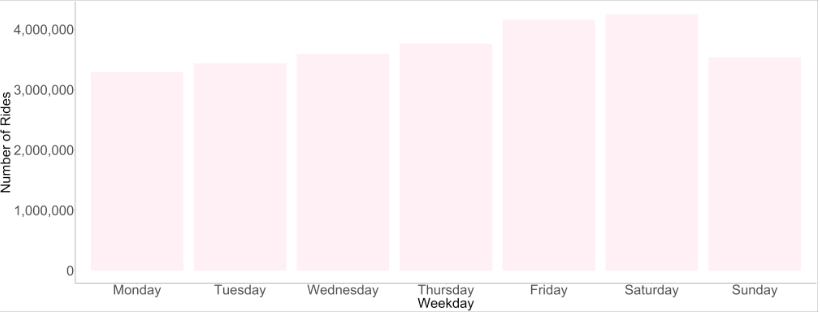 Number of Rides
4,000,000
3,000,000
2,000,000
1,000,000
0
Monday Tuesday Wednesday Thursday Friday Saturday Sunday
Weekday